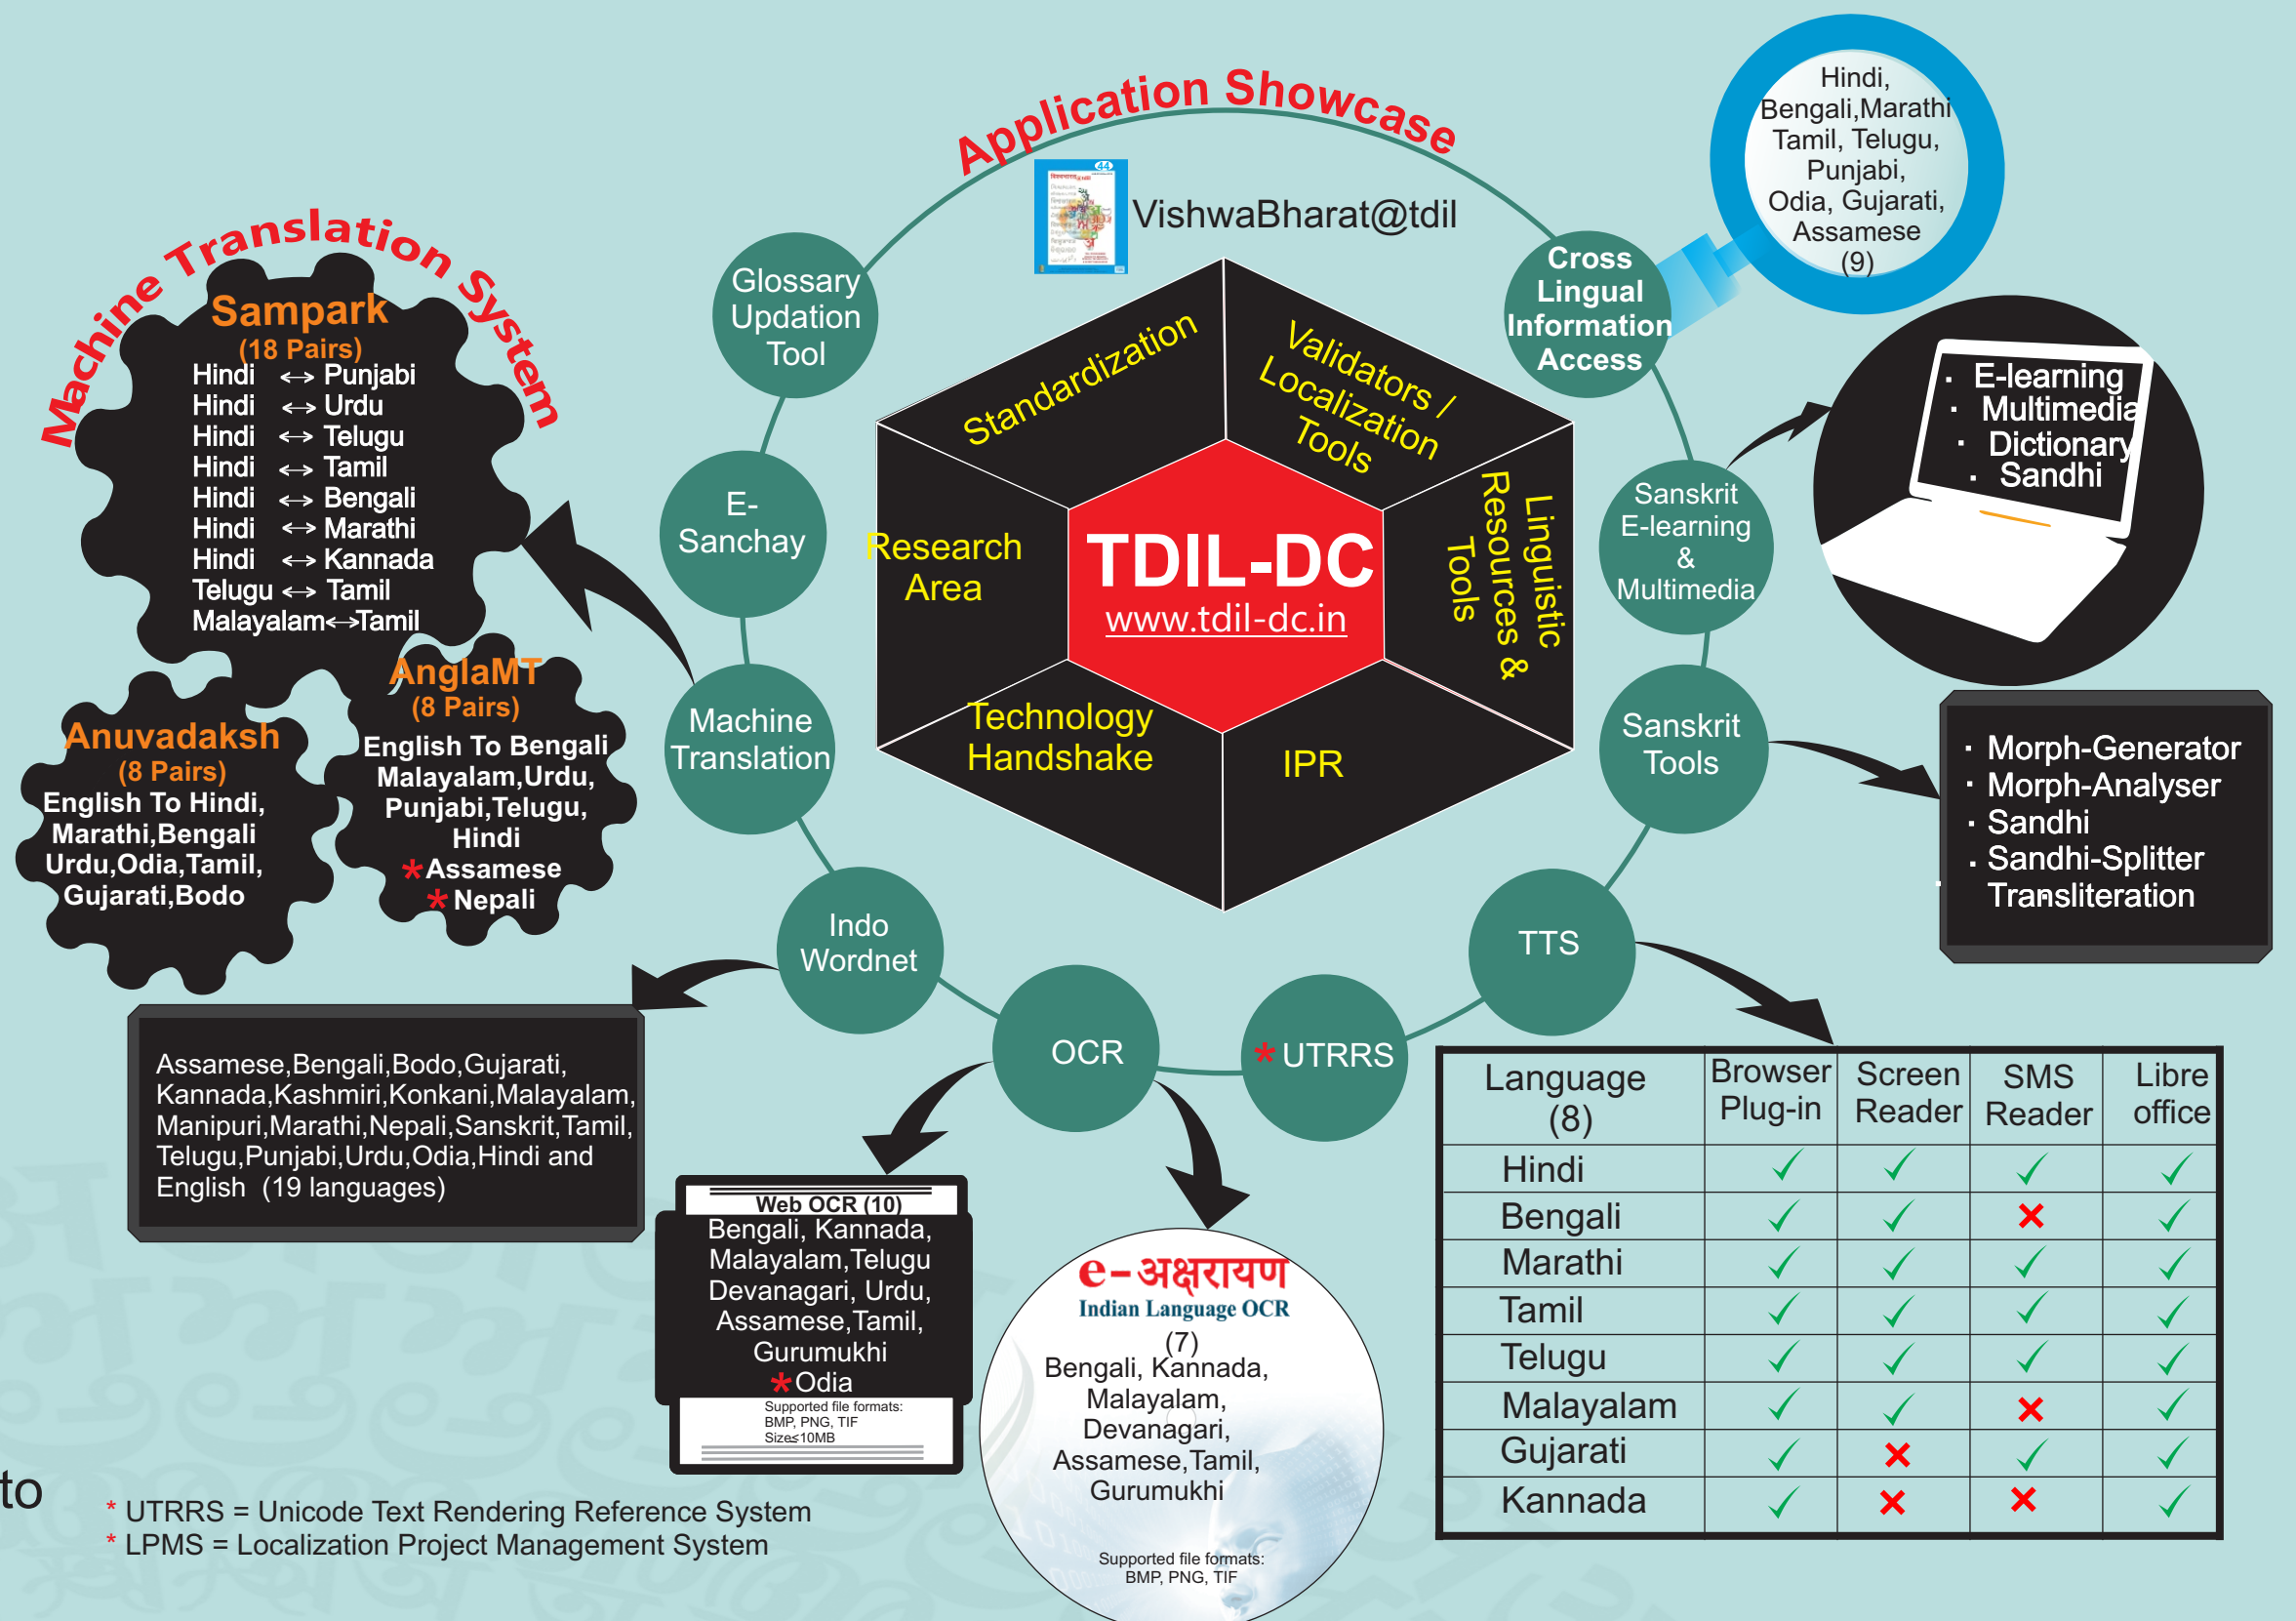 Application Showcase
VishwaBharat@tdil
Machine Translation System
Sampark
(18 Pairs)
Hindi ↔ Punjabi
Hindi ↔ Urdu
Hindi ↔ Telugu
Hindi ↔ Tamil
Hindi ↔ Bengali
Hindi ↔ Marathi
Hindi ↔ Kannada
Telugu ↔ Tamil
Malayalam↔Tamil
AnglaMT
(8 Pairs)
English To Bengali
Malayalam,Urdu,
Punjabi,Telugu,
Hindi
*Assamese
*Nepali
Anuvadaksh
(8 Pairs)
English To Hindi,
Marathi,Bengali
Urdu,Odia,Tamil,
Gujarati,Bodo
Glossary
Updation
Tool
E-
Sanchay
Machine
Translation
Indo
Wordnet
OCR
*UTRRS
TTS
Sanskrit
Tools
Sanskrit
E-learning
&
Multimedia
Cross
Lingual
Information
Access
Hindi,
Bengali,Marathi
Tamil, Telugu,
Punjabi,
Odia, Gujarati,
Assamese
(9)
· E-learning
· Multimedia
· Dictionary
· Sandhi
· Morph-Generator
· Morph-Analyser
· Sandhi
· Sandhi-Splitter
· Transliteration
Standardization
Validators /
Localization
Tools
Linguistic
Resources &
Tools
IPR
Technology
Handshake
Research
Area
TDIL-DC
www.tdil-dc.in
Assamese,Bengali,Bodo,Gujarati,
Kannada,Kashmiri,Konkani,Malayalam,
Manipuri,Marathi,Nepali,Sanskrit,Tamil,
Telugu,Punjabi,Urdu,Odia,Hindi and
English (19 languages)
Web OCR (10)
Bengali, Kannada,
Malayalam,Telugu
Devanagari, Urdu,
Assamese,Tamil,
Gurumukhi
*Odia
Supported file formats:
BMP, PNG, TIF
Size≤10MB
e-अक्षरायण
Indian Language OCR
(7)
Bengali, Kannada,
Malayalam,
Devanagari,
Assamese,Tamil,
Gurumukhi
Supported file formats:
BMP, PNG, TIF
Language (8) Browser Plug-in Screen Reader SMS Reader Libre office
Hindi ✓ ✓ ✓ ✓
Bengali ✓ ✓ ✗ ✓
Marathi ✓ ✓ ✓ ✓
Tamil ✓ ✓ ✓ ✓
Telugu ✓ ✓ ✓ ✓
Malayalam ✓ ✓ ✗ ✓
Gujarati ✓ ✗ ✓ ✓
Kannada ✓ ✗ ✗ ✓
to
* UTRRS = Unicode Text Rendering Reference System
* LPMS = Localization Project Management System